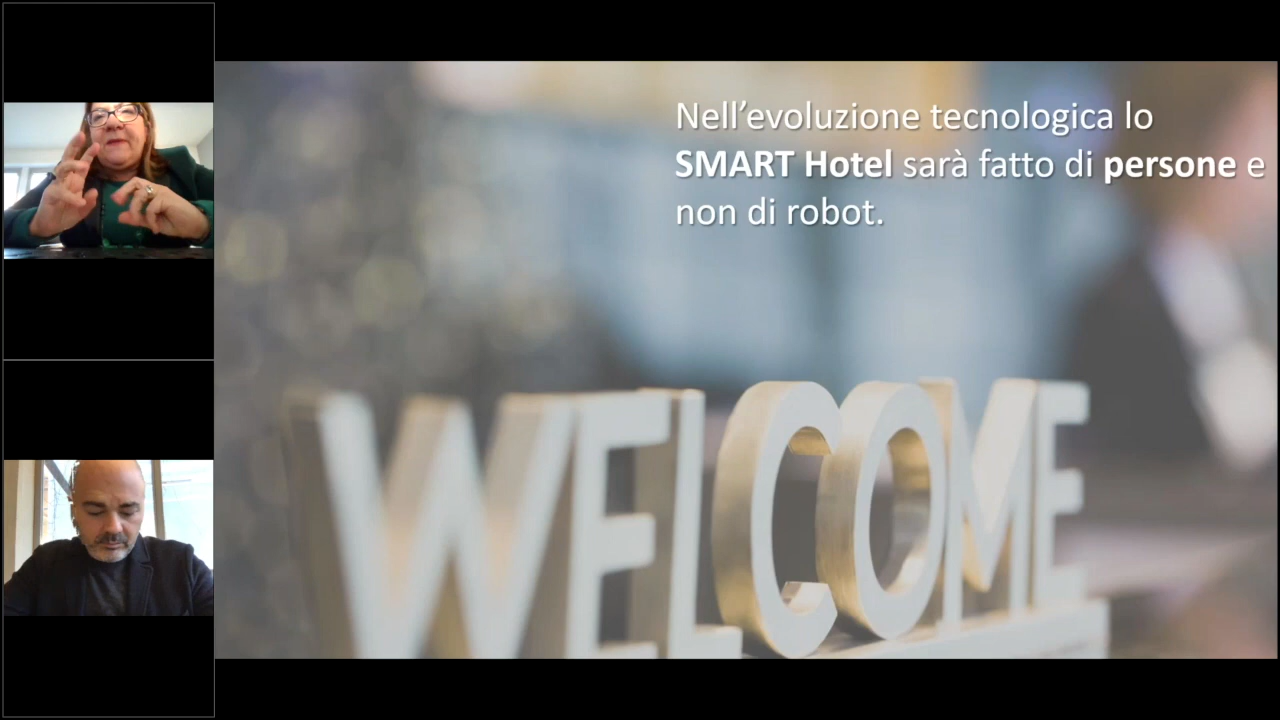 Nell’evoluzione tecnologica lo
SMART Hotel sarà fatto di persone e
non di robot.
WELCOME